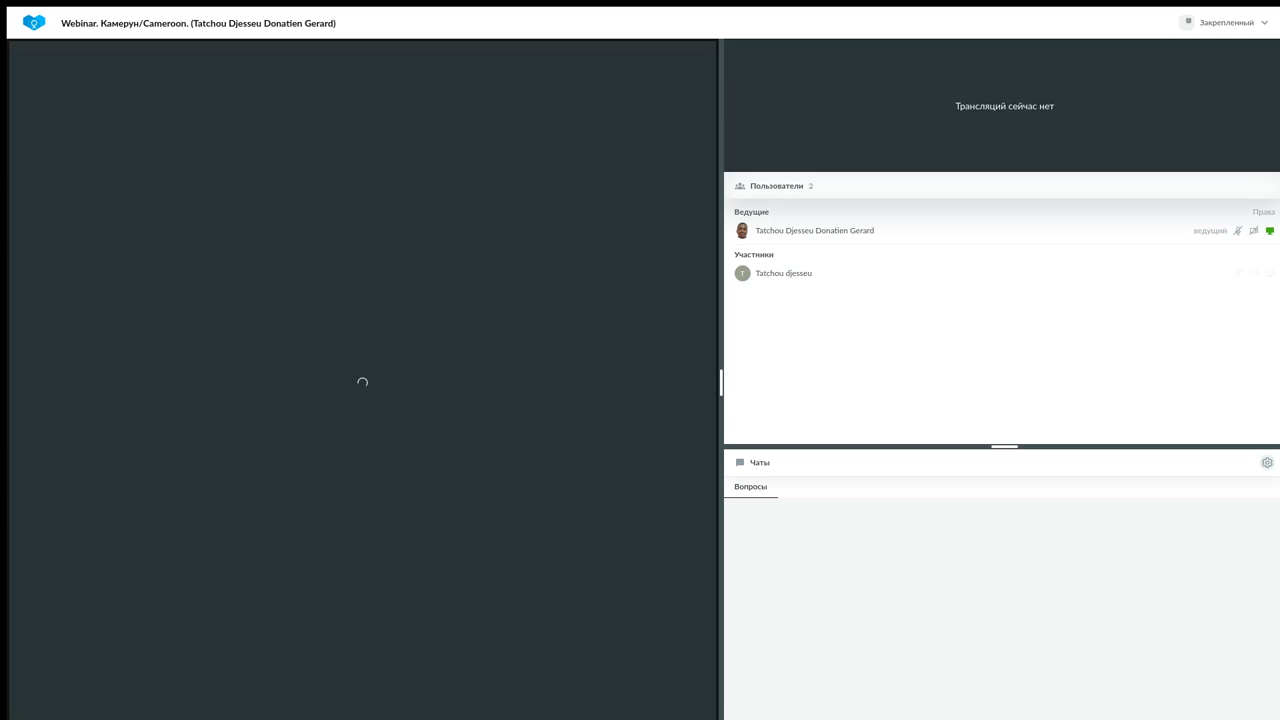 Webinar. Камерун/Cameroon. (Tatchou Djesseu Donatien Gerard)
Закрепленный
Трансляций сейчас нет
Пользователи 2
Ведущие Права
Tatchou Djesseu Donatien Gerard ведущий
Участники
T Tatchou djesseu
Чаты
Вопросы